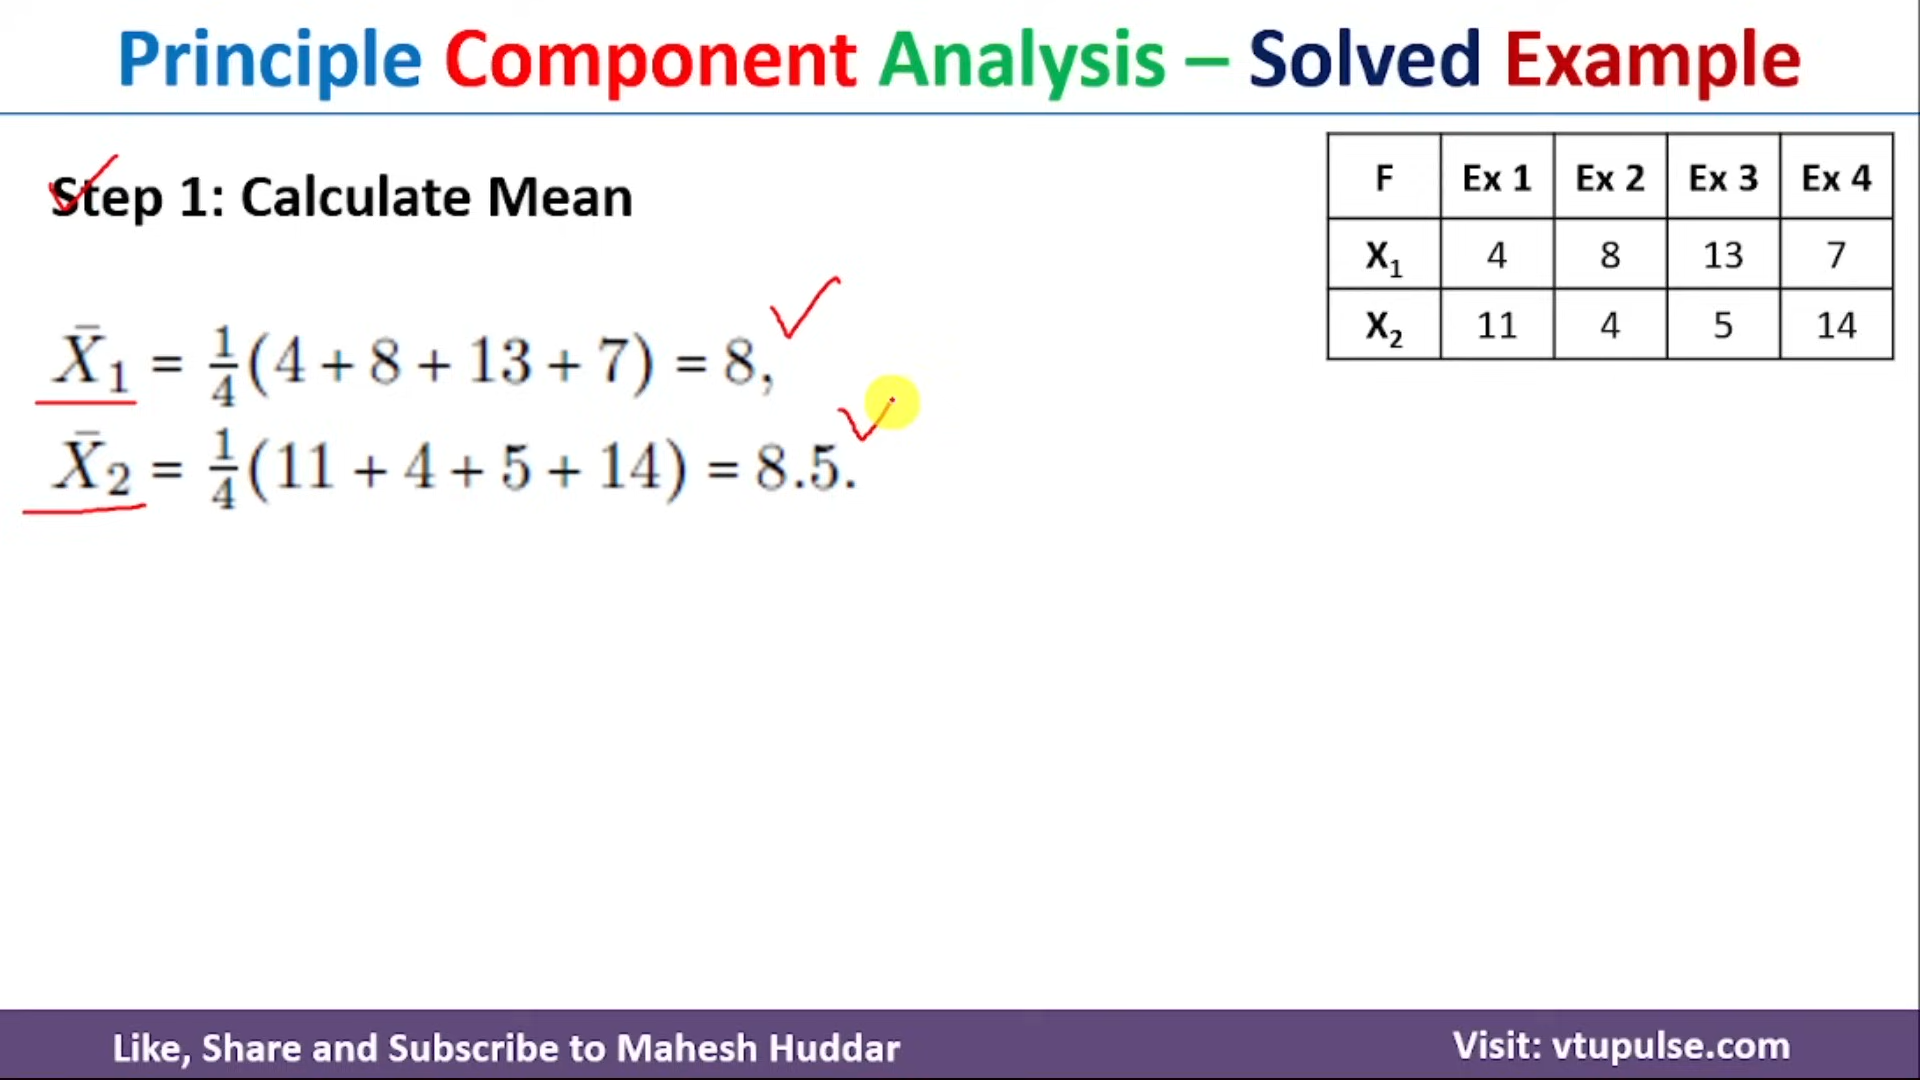 Principle Component Analysis – Solved Example
Step 1: Calculate Mean
F Ex 1 Ex 2 Ex 3 Ex 4
X₁ 4 8 13 7
X₂ 11 4 5 14
X̄₁ = ¼(4 + 8 + 13 + 7) = 8,
X̄₂ = ¼(11 + 4 + 5 + 14) = 8.5.
Like, Share and Subscribe to Mahesh Huddar
Visit: vtupulse.com